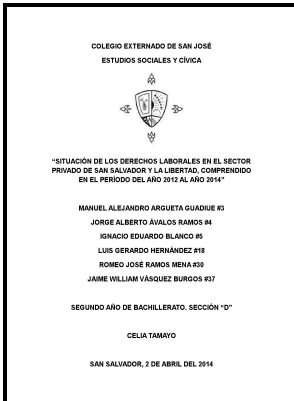 COLEGIO EXTERNADO DE SAN JOSÉ
ESTUDIOS SOCIALES Y CÍVICA
“SITUACIÓN DE LOS DERECHOS LABORALES EN EL SECTOR
PRIVADO DE SAN SALVADOR Y LA LIBERTAD, COMPRENDIDO
EN EL PERÍODO DEL AÑO 2012 AL AÑO 2014”
MANUEL ALEJANDRO ARGUETA GUADIUE #3
JORGE ALBERTO ÁVALOS RAMOS #4
IGNACIO EDUARDO BLANCO #5
LUIS GERARDO HERNÁNDEZ #18
ROMEO JOSÉ RAMOS MENA #30
JAIME WILLIAM VÁSQUEZ BURGOS #37
SEGUNDO AÑO DE BACHILLERATO. SECCIÓN “D”
CELIA TAMAYO
SAN SALVADOR, 2 DE ABRIL DEL 2014